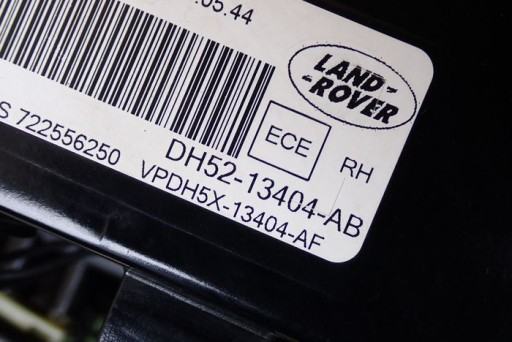 .05.44
LAND-
-ROVER
ECE
RH
S 722556250
DH52-13404-AB
VPDH5X-13404-AF